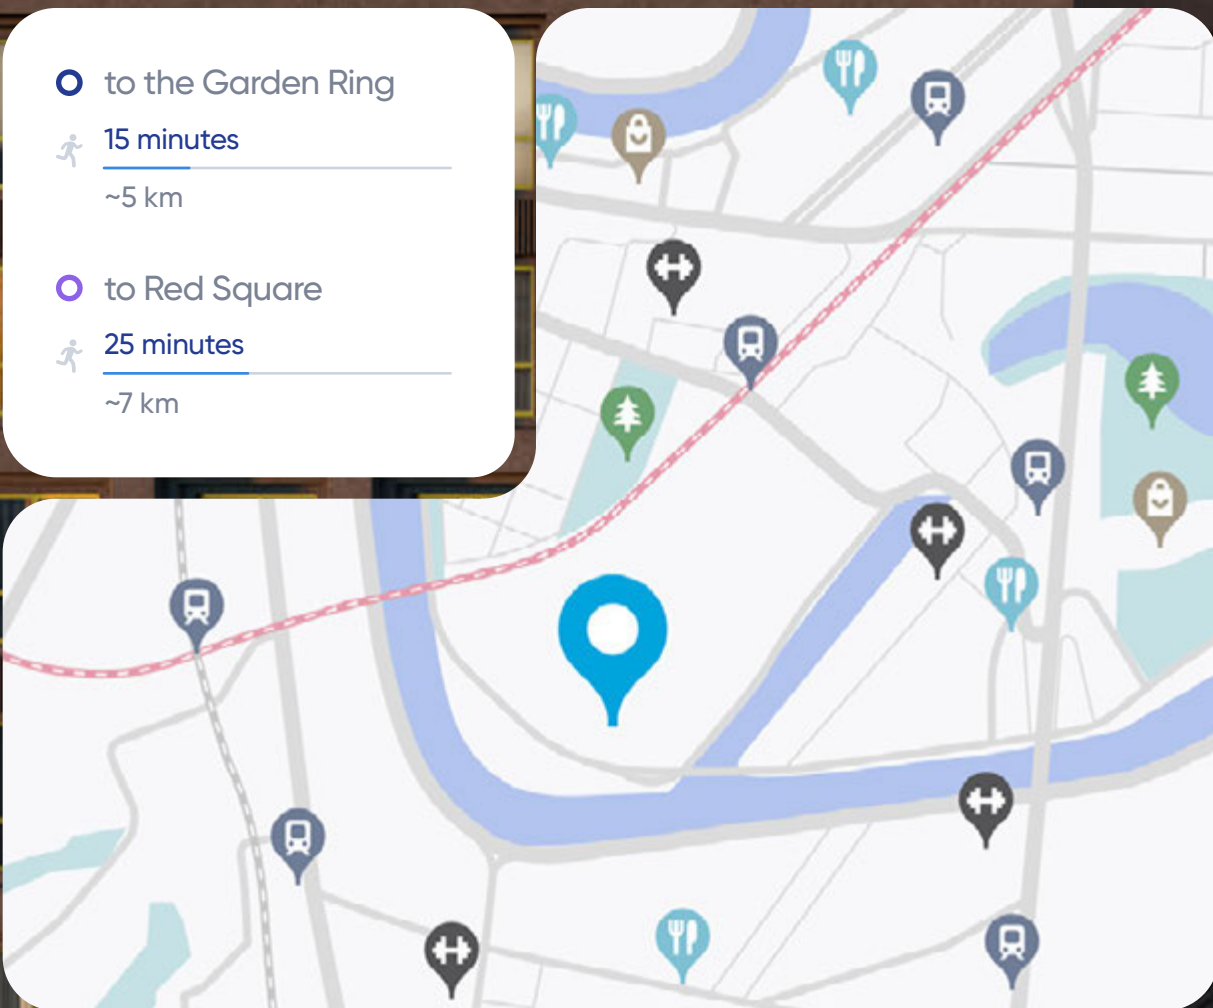 to the Garden Ring
15 minutes
~5 km
to Red Square
25 minutes
~7 km